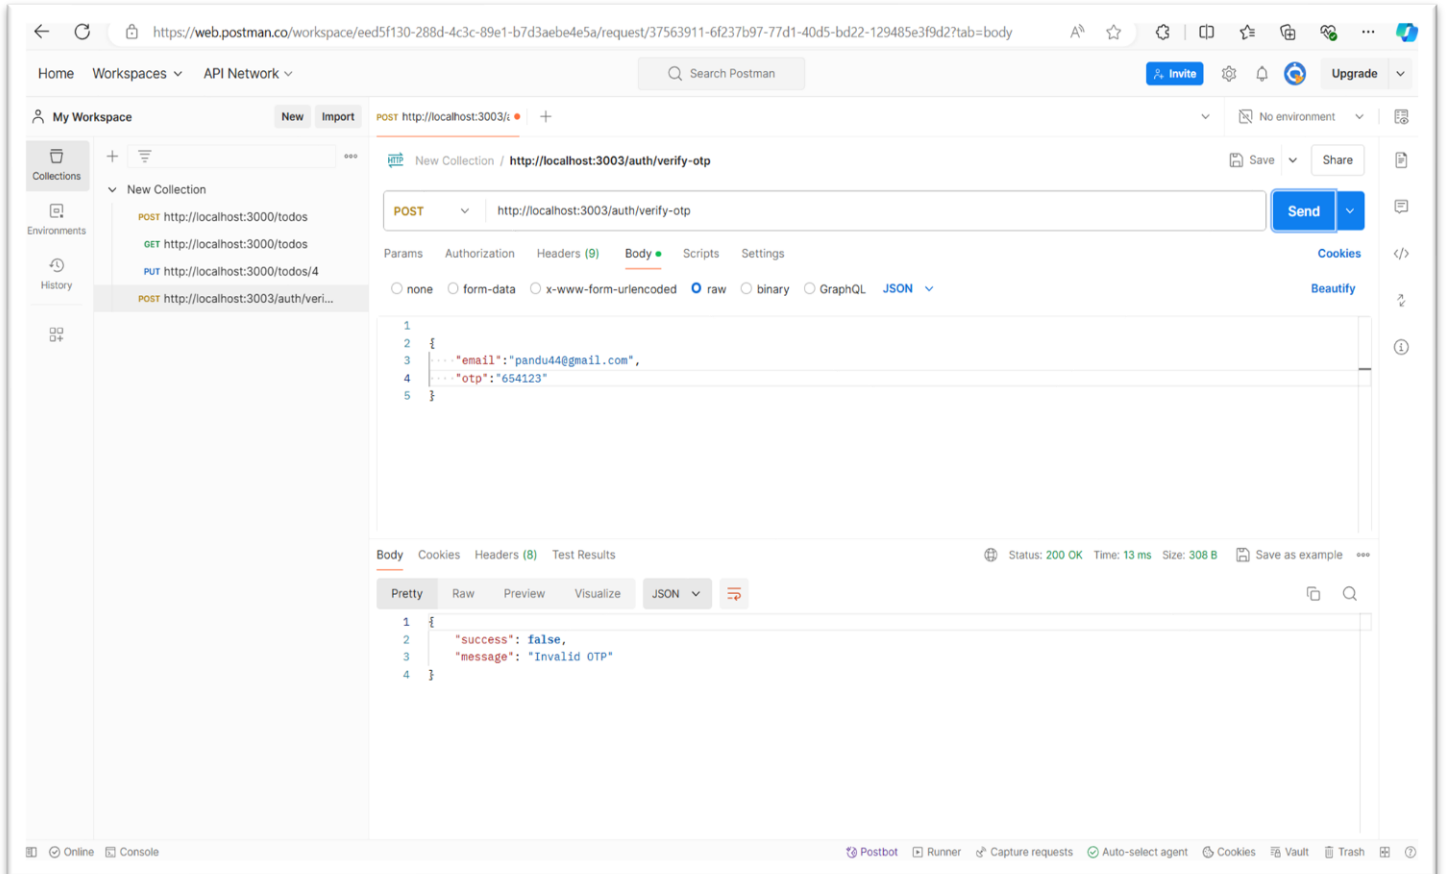 https://web.postman.co/workspace/eed5f130-288d-4c3c-89e1-b7d3aebe4e5a/request/37563911-6f237b97-77d1-40d5-bd22-129485e3f9d2?tab=body
Home Workspaces API Network Search Postman Invite Upgrade
My Workspace New Import POST http://localhost:3003/a No environment
Collections
Environments
History
New Collection
POST http://localhost:3000/todos
GET http://localhost:3000/todos
PUT http://localhost:3000/todos/4
POST http://localhost:3003/auth/veri...
HTTP New Collection / http://localhost:3003/auth/verify-otp Save Share
POST http://localhost:3003/auth/verify-otp Send
Params Authorization Headers (9) Body Scripts Settings Cookies
none form-data x-www-form-urlencoded raw binary GraphQL JSON Beautify
1
2 {
3 "email":"pandu44@gmail.com",
4 "otp":"654123"
5 }
Body Cookies Headers (8) Test Results Status: 200 OK Time: 13 ms Size: 308 B Save as example
Pretty Raw Preview Visualize JSON
1 {
2 "success": false,
3 "message": "Invalid OTP"
4 }
Online Console Postbot Runner Capture requests Auto-select agent Cookies Vault Trash